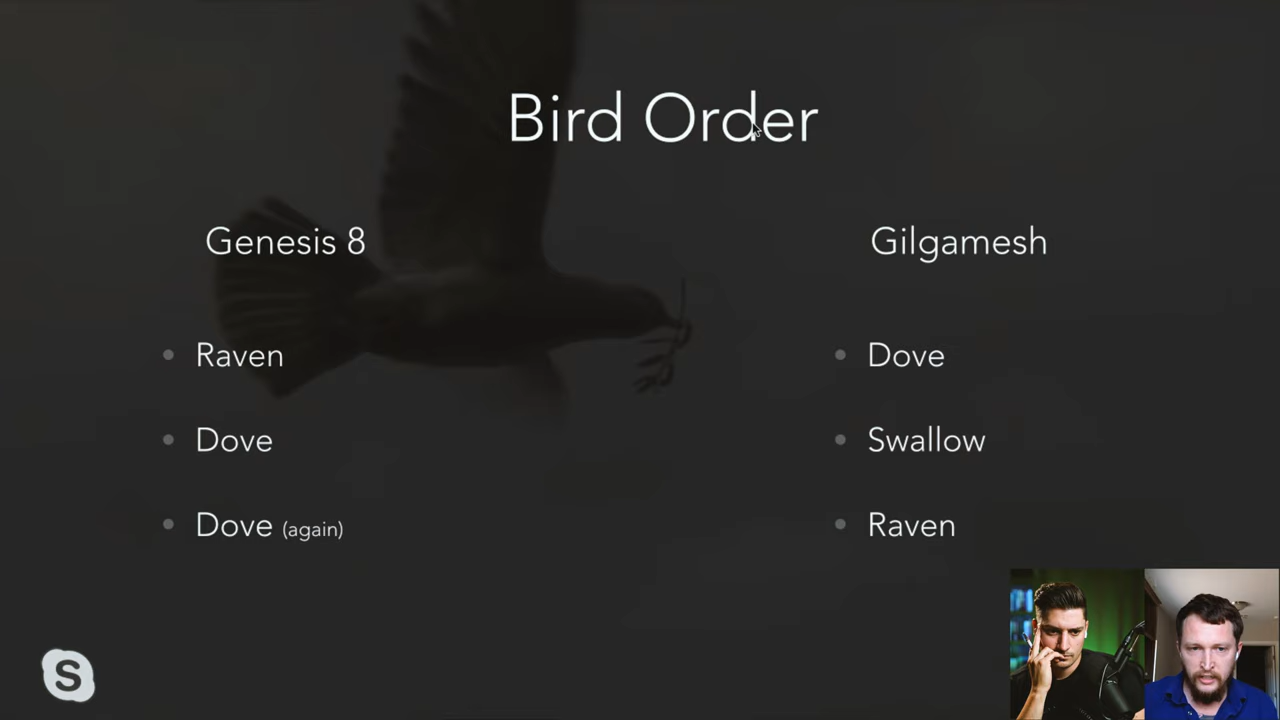 Bird Order
Genesis 8
Raven
Dove
Dove (again)
Gilgamesh
Dove
Swallow
Raven
S